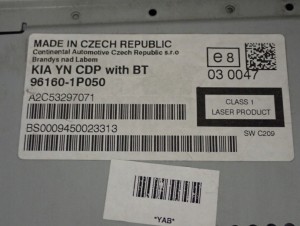 MADE IN CZECH REPUBLIC
Continental Automotive Czech Republic s.r.o
Brandys nad Labem
KIA YN CDP with BT
96160-1P050
A2C53297071
BS0009450023313
e8
03 0047
CLASS 1
LASER PRODUCT
SW C209
*YAB*